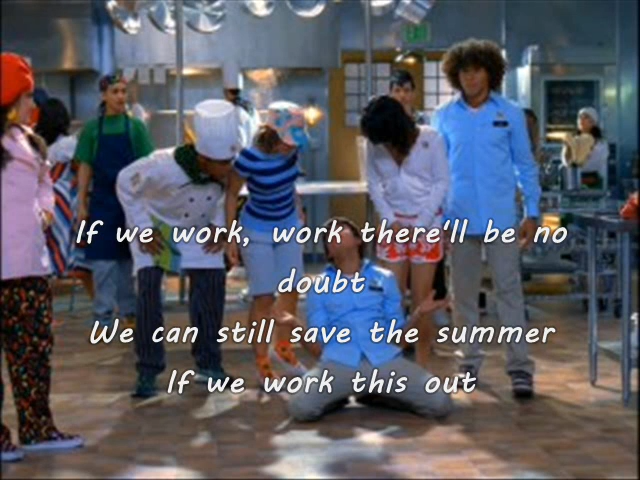 If we work, work there'll be no
doubt
We can still save the summer
If we work this out